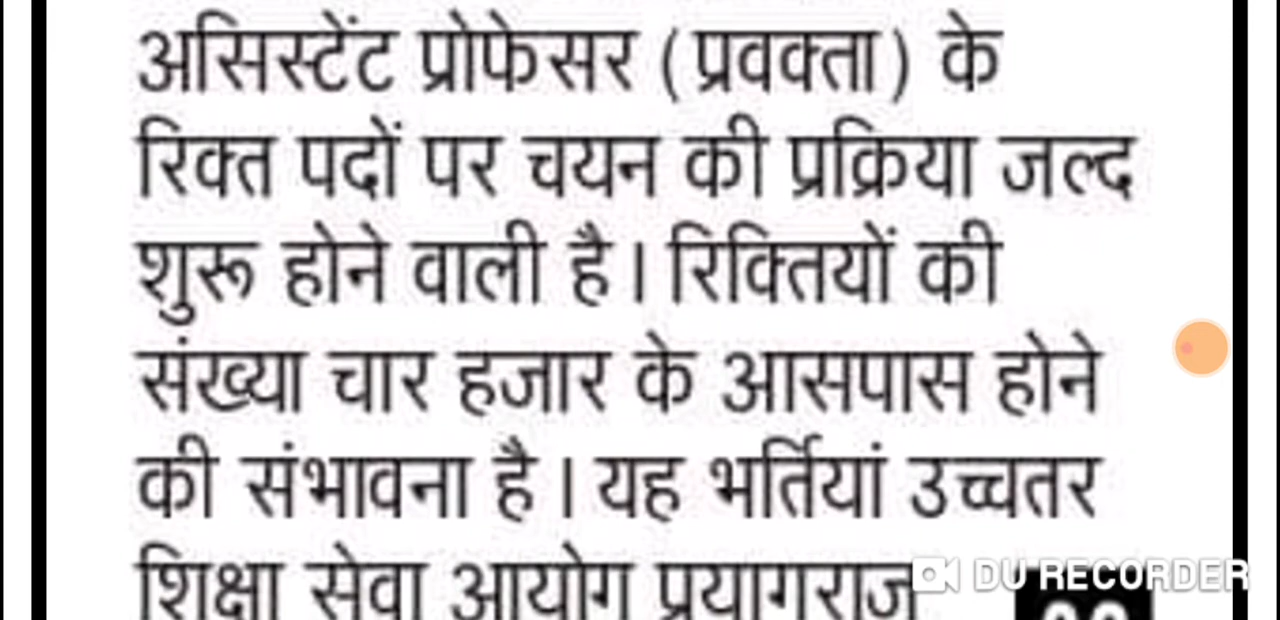 असिस्टेंट प्रोफेसर (प्रवक्ता) के
रिक्त पदों पर चयन की प्रक्रिया जल्द
शुरू होने वाली है। रिक्तियों की
संख्या चार हजार के आसपास होने
की संभावना है। यह भर्तियां उच्चतर
शिक्षा सेवा आयोग प्रयागराज
DU RECORDER